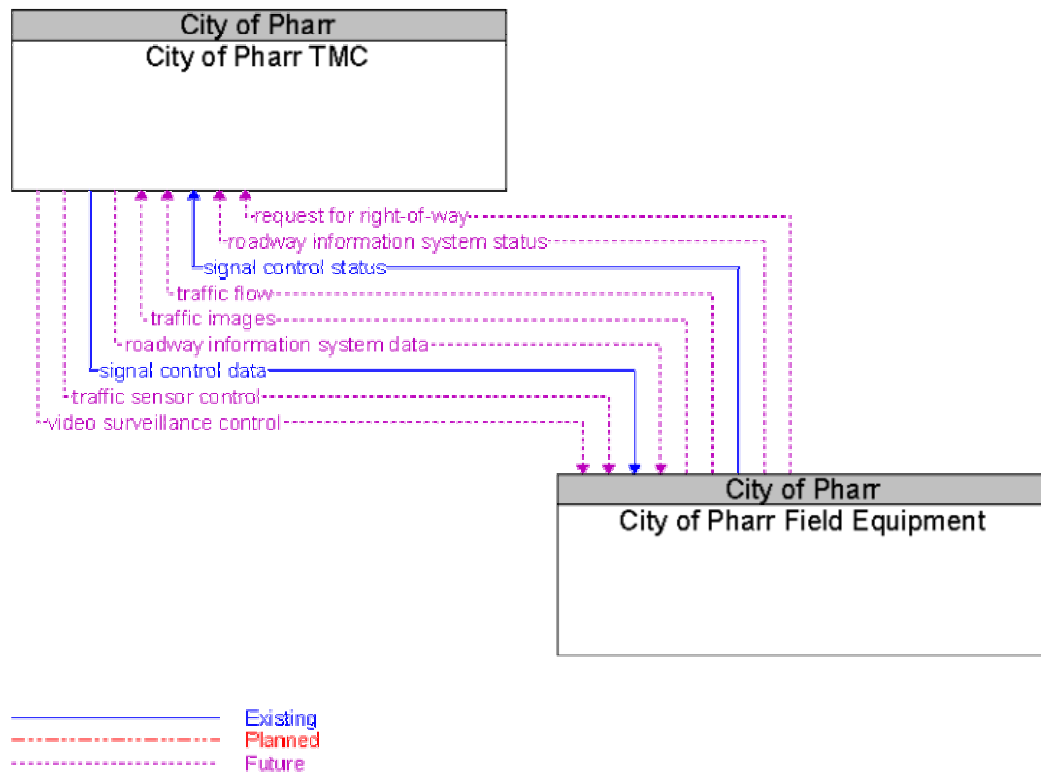 City of Pharr
City of Pharr TMC
request for right-of-way
roadway information system status
signal control status
traffic flow
traffic images
roadway information system data
signal control data
traffic sensor control
video surveillance control
City of Pharr
City of Pharr Field Equipment
Existing
Planned
Future